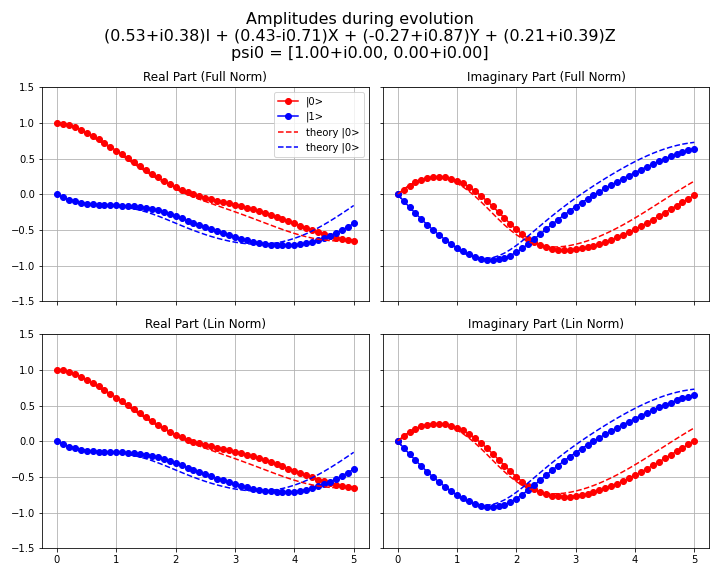 Amplitudes during evolution
(0.53+i0.38)I + (0.43-i0.71)X + (-0.27+i0.87)Y + (0.21+i0.39)Z
psi0 = [1.00+i0.00, 0.00+i0.00]
Real Part (Full Norm)
1.5
1.0
0.5
0.0
−0.5
−1.0
−1.5
|0>
|1>
theory |0>
theory |0>
Imaginary Part (Full Norm)
Real Part (Lin Norm)
1.5
1.0
0.5
0.0
−0.5
−1.0
−1.5
0 1 2 3 4 5
Imaginary Part (Lin Norm)
0 1 2 3 4 5